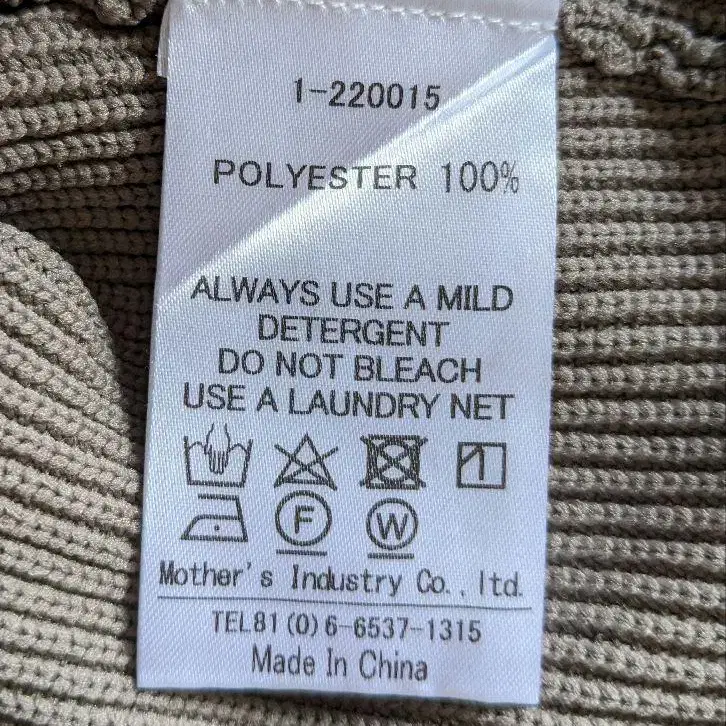 1-220015
POLYESTER 100%
ALWAYS USE A MILD
DETERGENT
DO NOT BLEACH
USE A LAUNDRY NET
F W
Mother's Industry Co.,ltd.
TEL81(0)6-6537-1315
Made In China